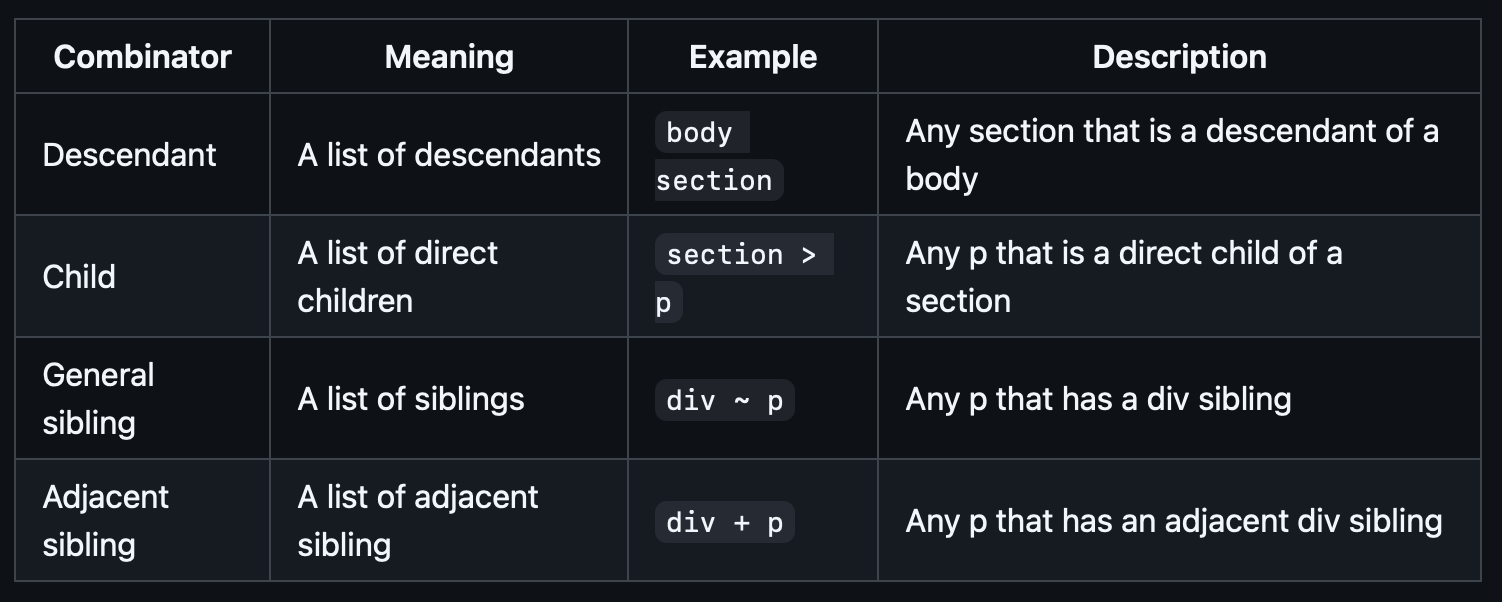 Combinator Meaning Example Description
Descendant A list of descendants body section Any section that is a descendant of a body
Child A list of direct children section > p Any p that is a direct child of a section
General sibling A list of siblings div ~ p Any p that has a div sibling
Adjacent sibling A list of adjacent sibling div + p Any p that has an adjacent div sibling